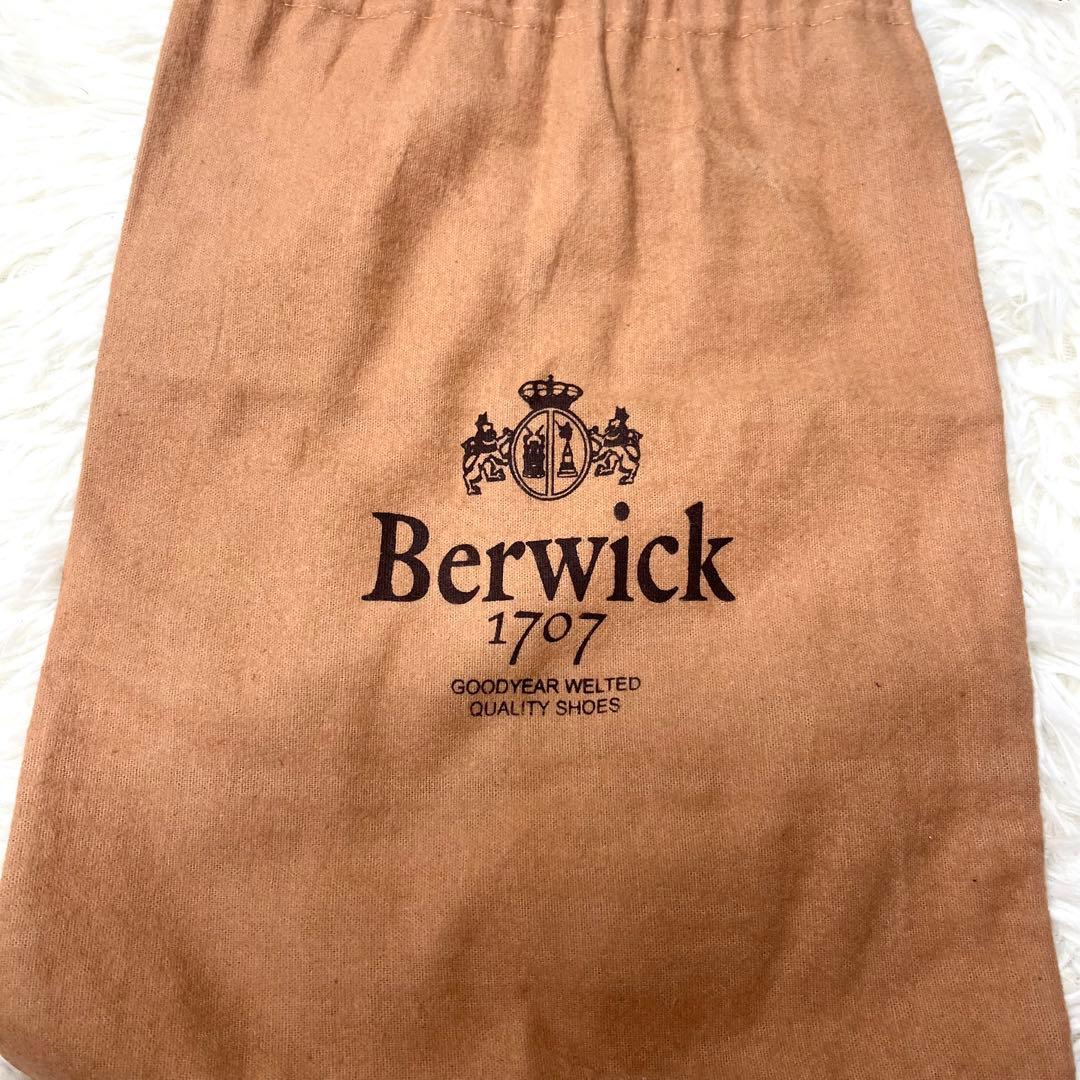 Berwick
1707
GOODYEAR WELTED
QUALITY SHOES